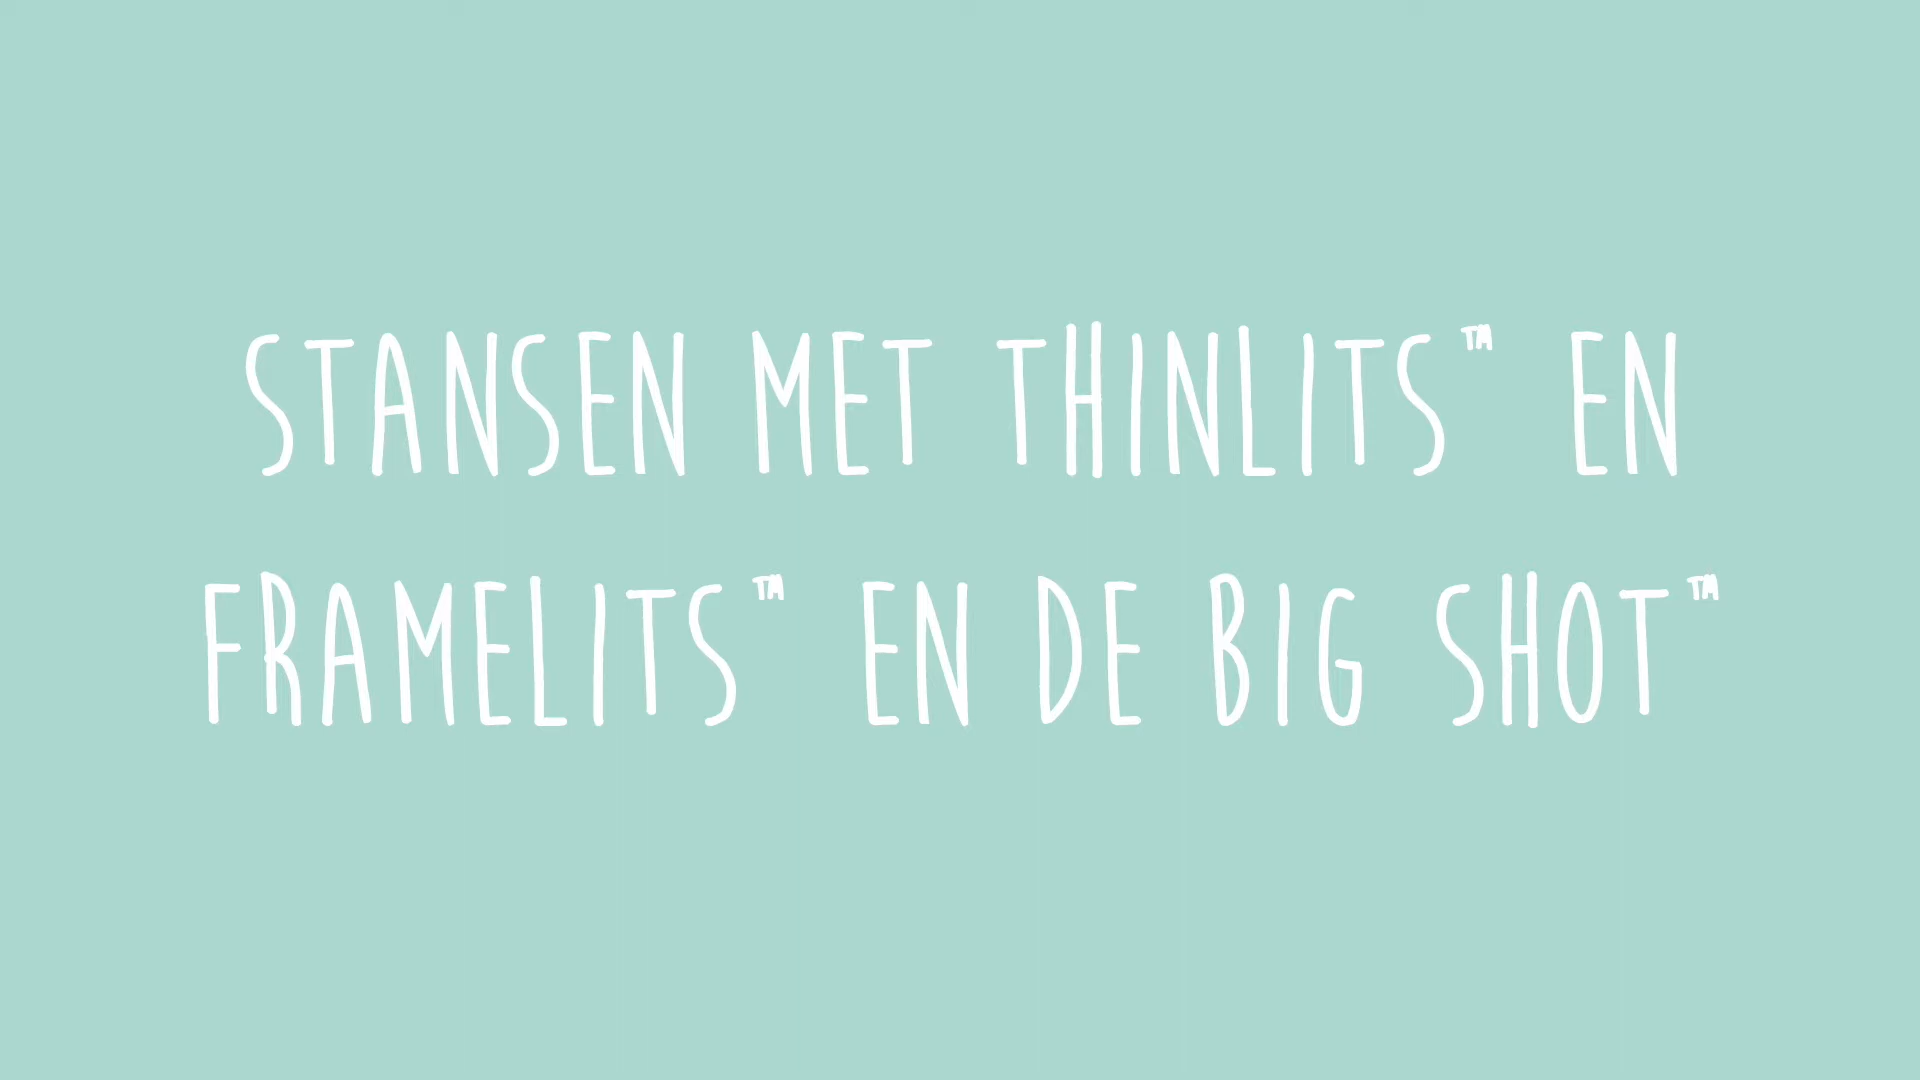 STANSEN MET THINLITS™ EN
FRAMELITS™ EN DE BIG SHOT™